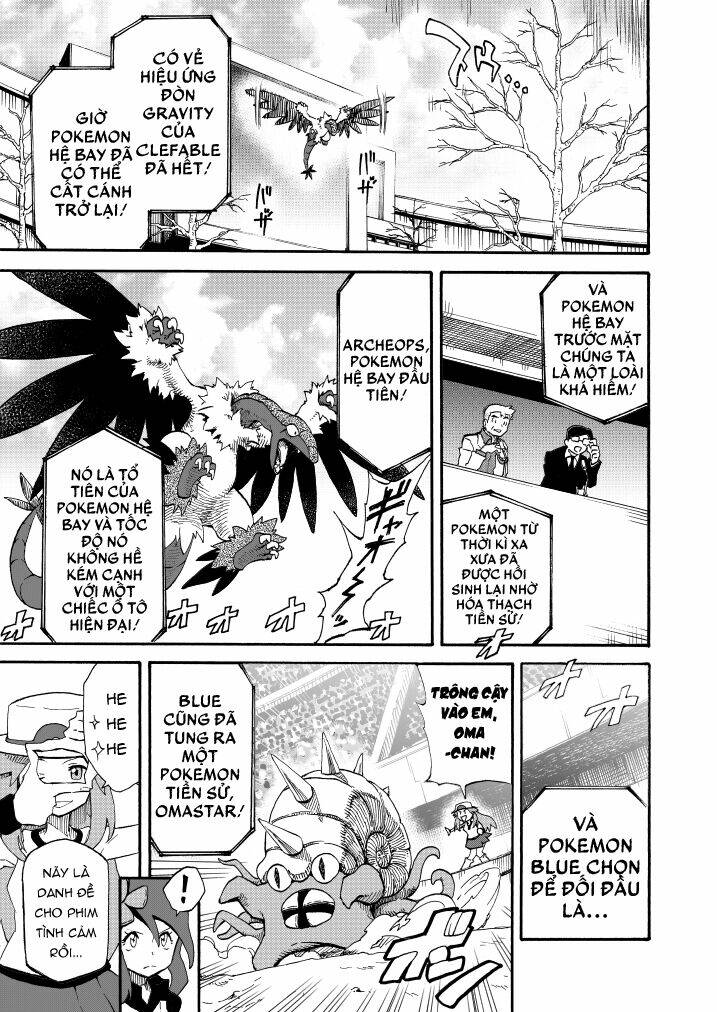 CÓ VẺ
HIỆU ỨNG
ĐÒN
GRAVITY
CỦA
CLEFABLE
ĐÃ HẾT!
GIỜ
POKEMON
HỆ BAY ĐÃ
CÓ THỂ
CẤT CÁNH
TRỞ LẠI!
VÀ
POKEMON
HỆ BAY
TRƯỚC MẶT
CHÚNG TA
LÀ MỘT LOÀI
KHÁ HIẾM!
MỘT
POKEMON TỪ
THỜI KÌ XA
XƯA ĐÃ
ĐƯỢC HỒI
SINH LẠI NHỜ
HÓA THẠCH
TIỀN SỬ!
ARCHEOPS,
POKEMON
HỆ BAY ĐẦU
TIÊN!
NÓ LÀ TỔ
TIÊN CỦA
POKEMON HỆ
BAY VÀ TỐC
ĐỘ NÓ
KHÔNG HỀ
KÉM CẠNH
VỚI MỘT
CHIẾC Ô TÔ
HIỆN ĐẠI!
ギャオーッ
VÀ
POKEMON
BLUE CHỌN
ĐỂ ĐỐI ĐẦU
LÀ...
TRÔNG CẬY
VÀO EM,
OMA
-CHAN!
BLUE
CŨNG ĐÃ
TUNG RA
MỘT
POKEMON
TIỀN SỬ,
OMASTAR!
HE
HE
HE
!
NÃY LÀ
DANH ĐỀ
CHO PHIM
TÌNH CẢM
RỒI...